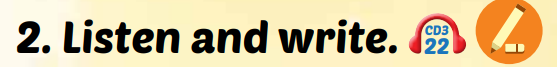 2. Listen and write. CD3
22